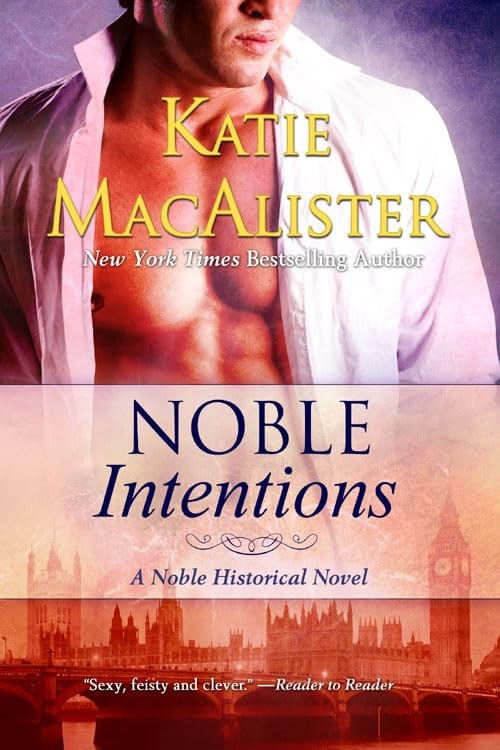 KATIE
MACALISTER
New York Times Bestselling Author
NOBLE
Intentions
A Noble Historical Novel
“Sexy, feisty and clever.” —Reader to Reader